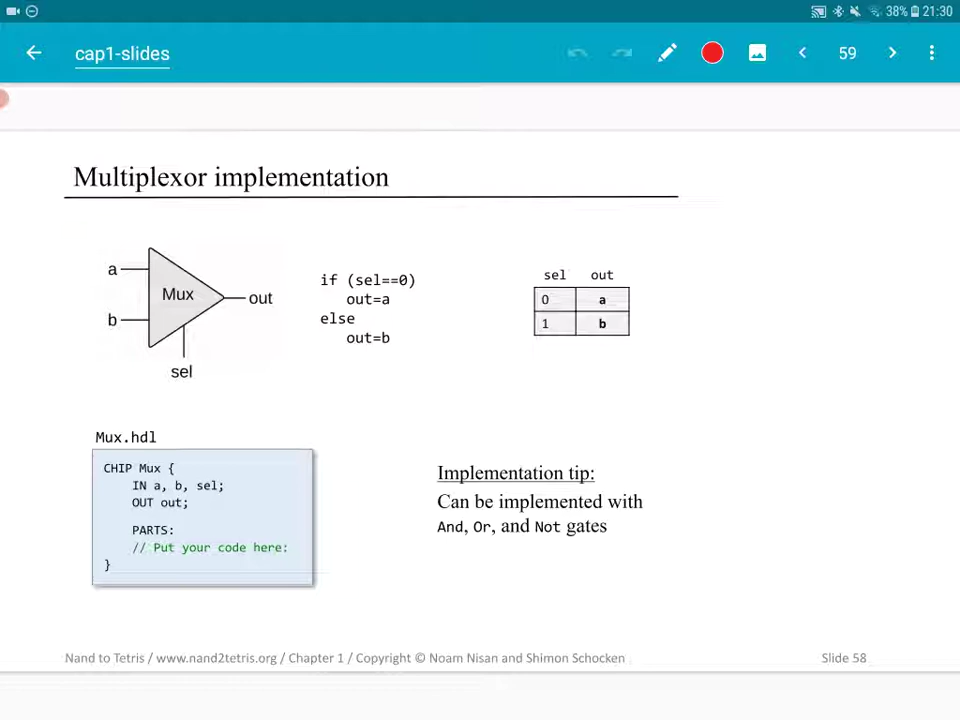 38% 21:30
cap1-slides
59
Multiplexor implementation
a
b
Mux
out
sel
if (sel==0)
out=a
else
out=b
sel out
0 a
1 b
Mux.hdl
CHIP Mux {
IN a, b, sel;
OUT out;
PARTS:
// Put your code here:
}
Implementation tip:
Can be implemented with
And, Or, and Not gates
Nand to Tetris / www.nand2tetris.org / Chapter 1 / Copyright © Noam Nisan and Shimon Schocken
Slide 58